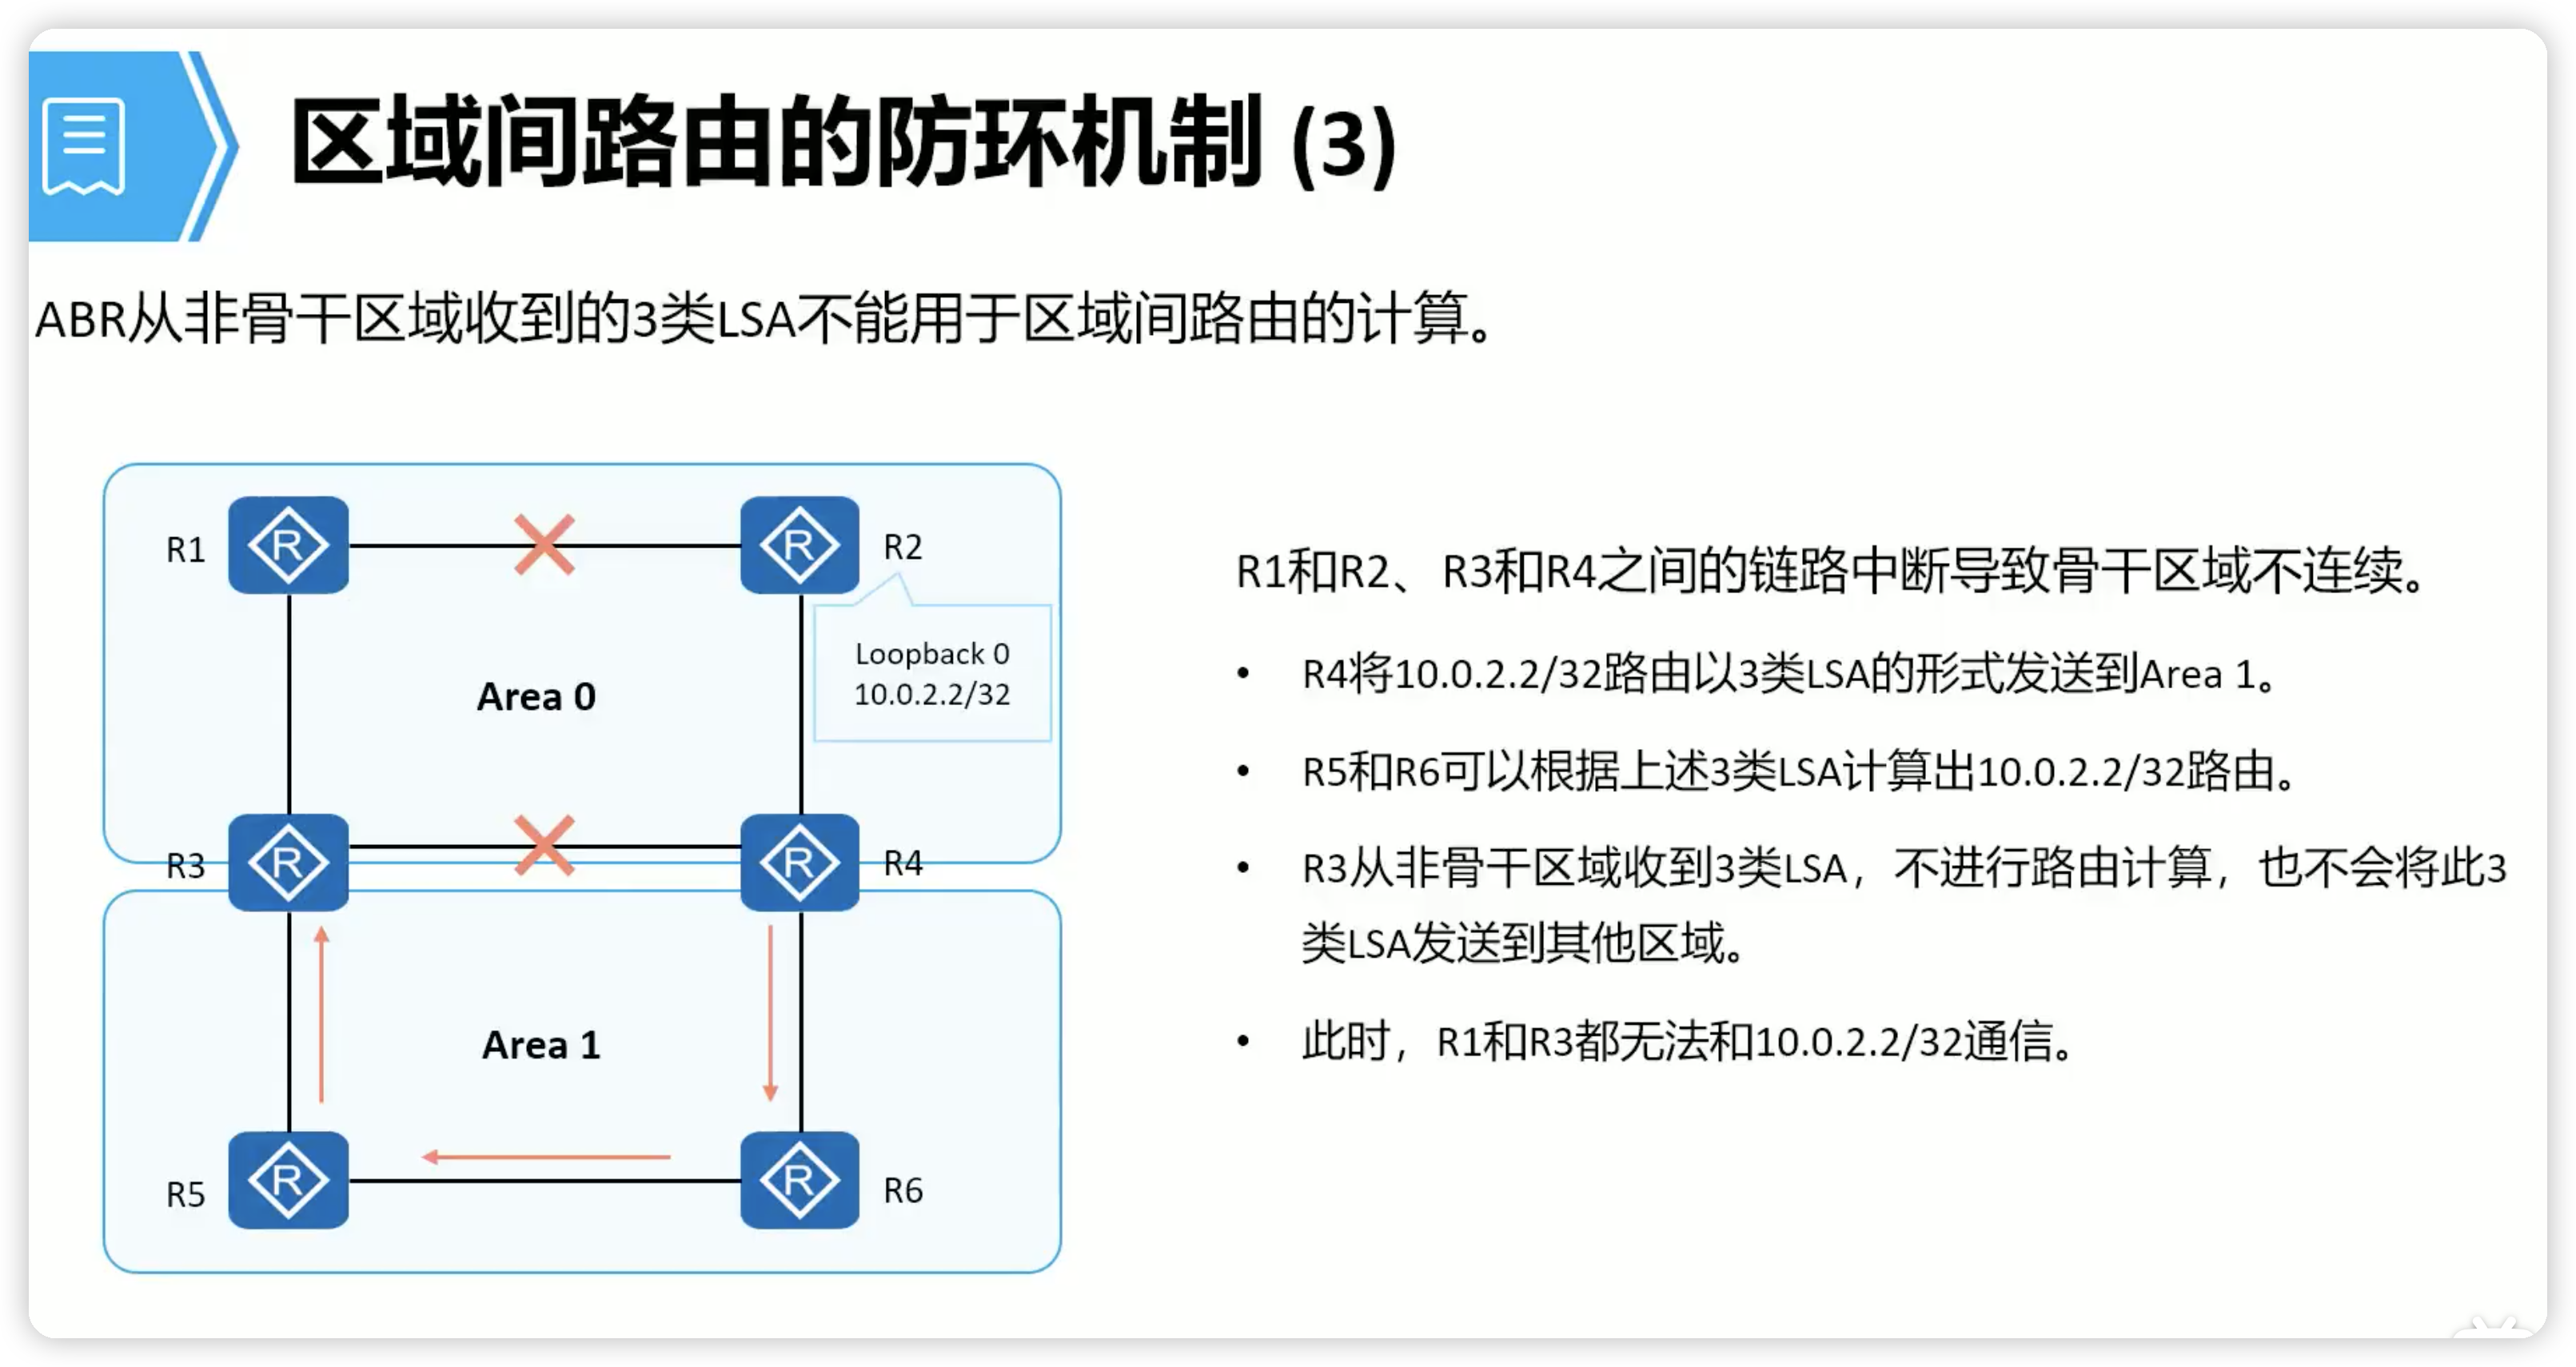 区域间路由的防环机制 (3)
ABR从非骨干区域收到的3类LSA不能用于区域间路由的计算。
R1
R2
Loopback 0
10.0.2.2/32
Area 0
R3
R4
Area 1
R5
R6
R1和R2、R3和R4之间的链路中断导致骨干区域不连续。
• R4将10.0.2.2/32路由以3类LSA的形式发送到Area 1。
• R5和R6可以根据上述3类LSA计算出10.0.2.2/32路由。
• R3从非骨干区域收到3类LSA，不进行路由计算，也不会将此3
类LSA发送到其他区域。
• 此时，R1和R3都无法和10.0.2.2/32通信。